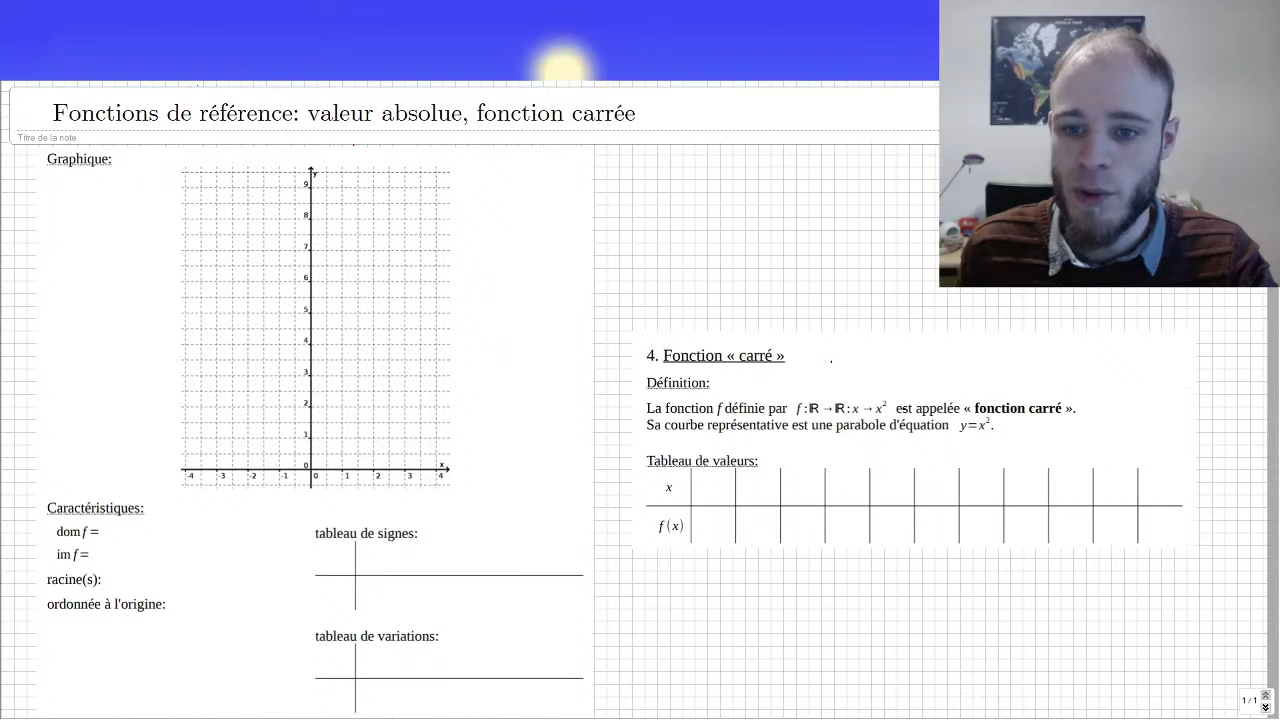 Fonctions de référence: valeur absolue, fonction carrée
Titre de la note
Graphique:
y
9
8
7
6
5
4
3
2
1
0
x
-4 -3 -2 -1 0 1 2 3 4
Caractéristiques:
dom f =
im f =
racine(s):
ordonnée à l'origine:
tableau de signes:
tableau de variations:
4. Fonction « carré »
Définition:
La fonction f définie par f : ℝ → ℝ : x → x² est appelée « fonction carré ».
Sa courbe représentative est une parabole d'équation y = x².
Tableau de valeurs:
x
f (x)
WORLD MAP
1/1